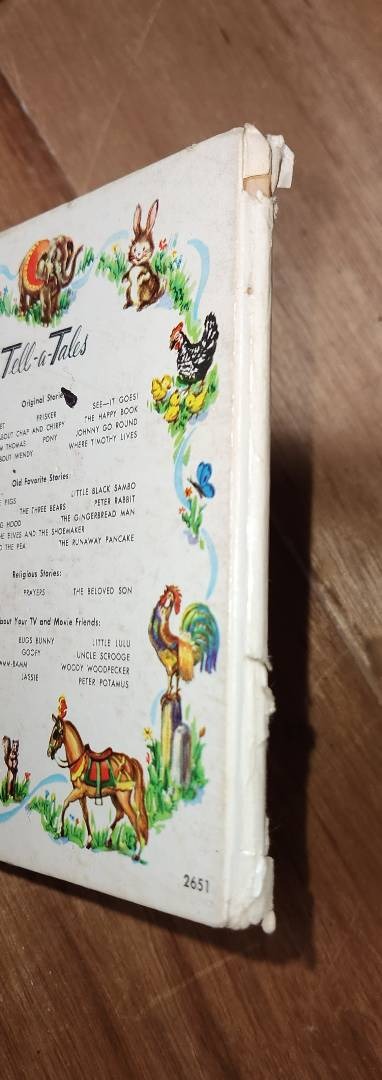 Tell-a-Tales
Original Stories
FRISKER SEE—IT GOES!
ABOUT CHAP AND CHIRPY THE HAPPY BOOK
THOMAS PONY JOHNNY GO ROUND
ABOUT WENDY WHERE TIMOTHY LIVES
Old Favorite Stories:
PIGS LITTLE BLACK SAMBO
THE THREE BEARS PETER RABBIT
HOOD THE GINGERBREAD MAN
THE ELVES AND THE SHOEMAKER
THE PEA THE RUNAWAY PANCAKE
Religious Stories:
PRAYERS THE BELOVED SON
About Your TV and Movie Friends:
BUGS BUNNY LITTLE LULU
GOOFY UNCLE SCROOGE
BAMM-BAMM WOODY WOODPECKER
LASSIE PETER POTAMUS
2651